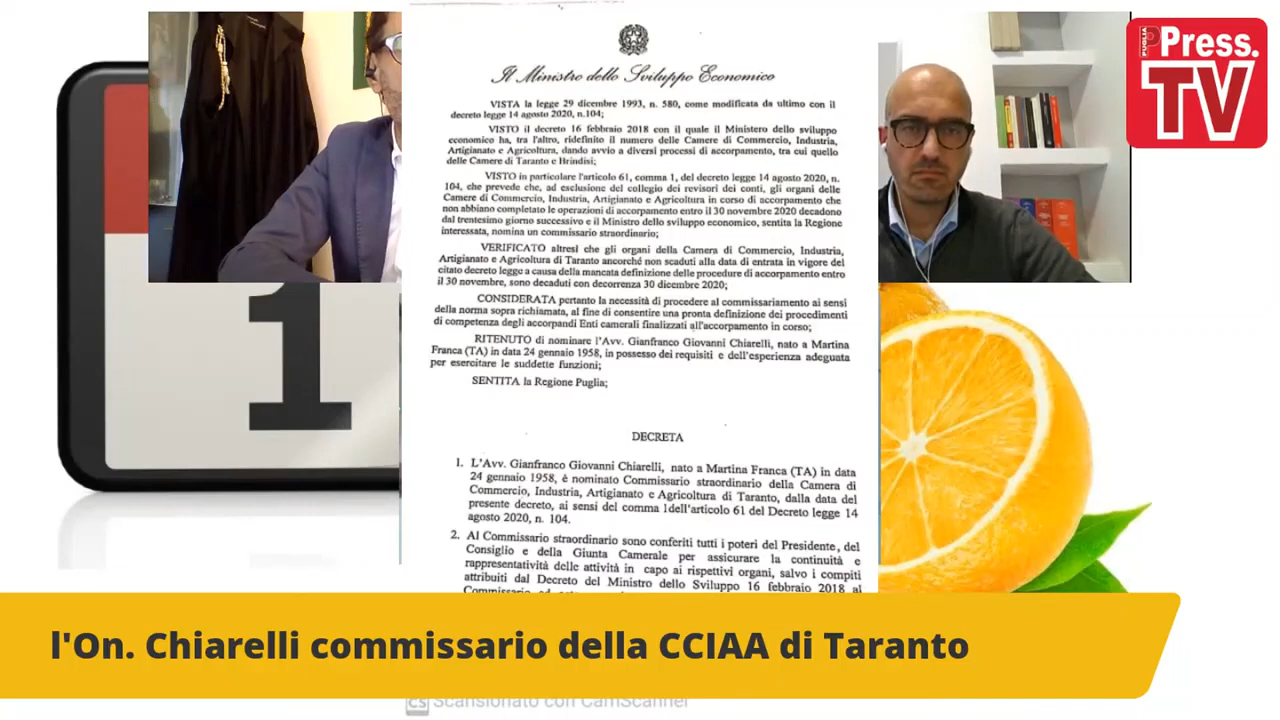 PUGLIA
Press.
TV
1
Il Ministro dello Sviluppo Economico
VISTA la legge 29 dicembre 1993, n. 580, come modificata da ultimo con il
decreto legge 14 agosto 2020, n.104;
VISTO il decreto 16 febbraio 2018 con il quale il Ministero dello sviluppo
economico ha, tra l'altro, ridefinito il numero delle Camere di Commercio, Industria,
Artigianato e Agricoltura, dando avvio a diversi processi di accorpamento, tra cui quello
delle Camere di Taranto e Brindisi;
VISTO in particolare l'articolo 61, comma 1, del decreto legge 14 agosto 2020, n.
104, che prevede che, ad esclusione del collegio dei revisori dei conti, gli organi delle
Camere di Commercio, Industria, Artigianato e Agricoltura in corso di accorpamento che
non abbiano completato le operazioni di accorpamento entro il 30 novembre 2020 decadono
dal trentesimo giorno successivo e il Ministro dello sviluppo economico, sentita la Regione
interessata, nomina un commissario straordinario;
VERIFICATO altresì che gli organi della Camera di Commercio, Industria,
Artigianato e Agricoltura di Taranto ancorché non scaduti alla data di entrata in vigore del
citato decreto legge a causa della mancata definizione delle procedure di accorpamento entro
il 30 novembre, sono decaduti con decorrenza 30 dicembre 2020;
CONSIDERATA pertanto la necessità di procedere al commissariamento ai sensi
della norma sopra richiamata, al fine di consentire una pronta definizione dei procedimenti
di competenza degli accorpandi Enti camerali finalizzati all'accorpamento in corso;
RITENUTO di nominare l'Avv. Gianfranco Giovanni Chiarelli, nato a Martina
Franca (TA) in data 24 gennaio 1958, in possesso dei requisiti e dell'esperienza adeguata
per esercitare le suddette funzioni;
SENTITA la Regione Puglia;
DECRETA
1. L'Avv. Gianfranco Giovanni Chiarelli, nato a Martina Franca (TA) in data
24 gennaio 1958, è nominato Commissario straordinario della Camera di
Commercio, Industria, Artigianato e Agricoltura di Taranto, dalla data del
presente decreto, ai sensi del comma 1dell'articolo 61 del Decreto legge 14
agosto 2020, n. 104.
2. Al Commissario straordinario sono conferiti tutti i poteri del Presidente, del
Consiglio e della Giunta Camerale per assicurare la continuità e
rappresentatività delle attività in capo ai rispettivi organi, salvo i compiti
attribuiti dal Decreto del Ministro dello Sviluppo 16 febbraio 2018 al
l'On. Chiarelli commissario della CCIAA di Taranto
CS Scansionato con CamScanner